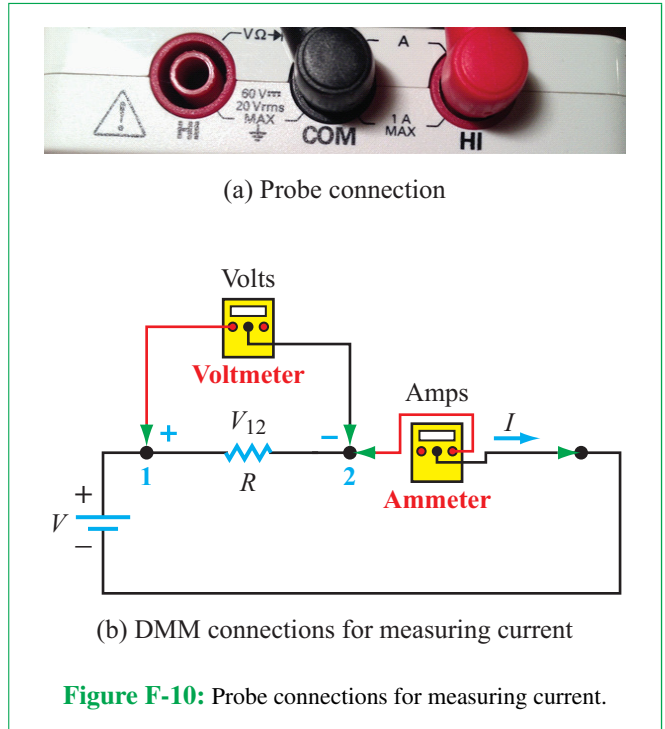 VΩ
A
60 V
20 Vrms
MAX
1 A
MAX
HI
COM
HI
(a) Probe connection
Volts
Voltmeter
Amps
+ V12 –
I
1
R
2
Ammeter
+
V
–
(b) DMM connections for measuring current
Figure F-10: Probe connections for measuring current.